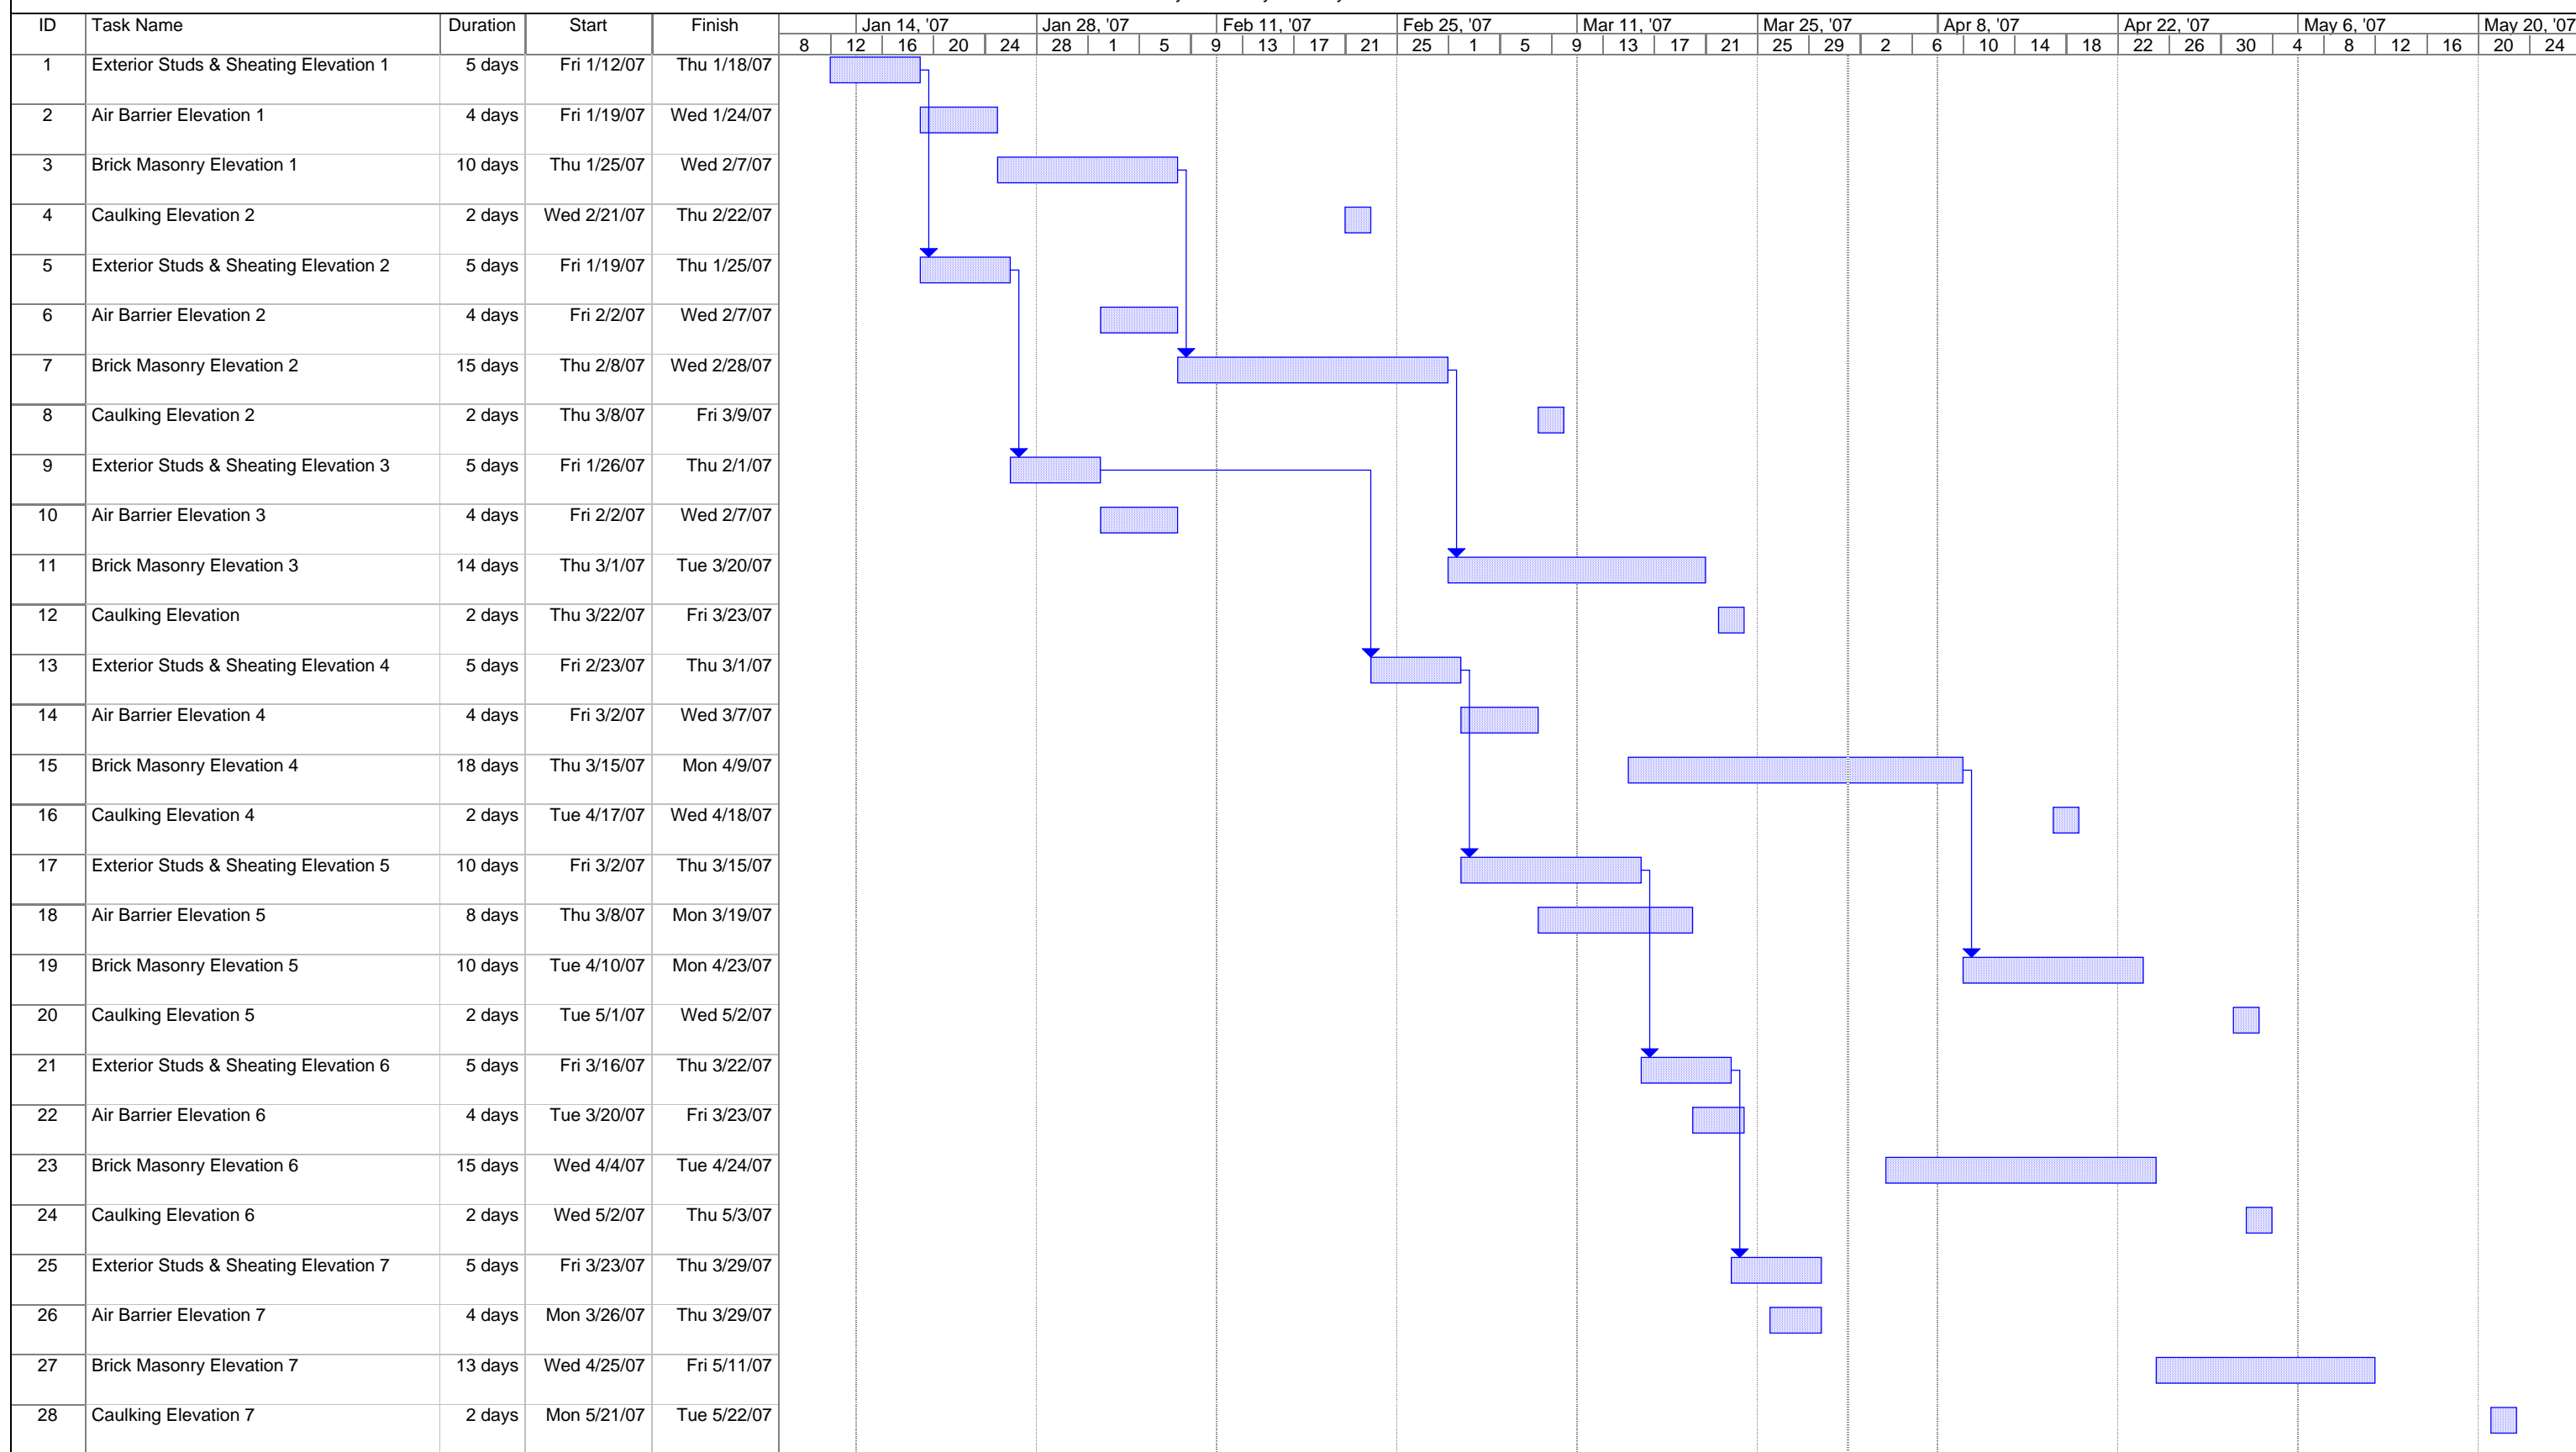 ID Task Name Duration Start Finish Jan 14, '07 Jan 28, '07 Feb 11, '07 Feb 25, '07 Mar 11, '07 Mar 25, '07 Apr 8, '07 Apr 22, '07 May 6, '07 May 20, '07
8 12 16 20 24 28 1 5 9 13 17 21 25 1 5 9 13 17 21 25 29 2 6 10 14 18 22 26 30 4 8 12 16 20 24
1 Exterior Studs & Sheating Elevation 1 5 days Fri 1/12/07 Thu 1/18/07
2 Air Barrier Elevation 1 4 days Fri 1/19/07 Wed 1/24/07
3 Brick Masonry Elevation 1 10 days Thu 1/25/07 Wed 2/7/07
4 Caulking Elevation 2 2 days Wed 2/21/07 Thu 2/22/07
5 Exterior Studs & Sheating Elevation 2 5 days Fri 1/19/07 Thu 1/25/07
6 Air Barrier Elevation 2 4 days Fri 2/2/07 Wed 2/7/07
7 Brick Masonry Elevation 2 15 days Thu 2/8/07 Wed 2/28/07
8 Caulking Elevation 2 2 days Thu 3/8/07 Fri 3/9/07
9 Exterior Studs & Sheating Elevation 3 5 days Fri 1/26/07 Thu 2/1/07
10 Air Barrier Elevation 3 4 days Fri 2/2/07 Wed 2/7/07
11 Brick Masonry Elevation 3 14 days Thu 3/1/07 Tue 3/20/07
12 Caulking Elevation 2 days Thu 3/22/07 Fri 3/23/07
13 Exterior Studs & Sheating Elevation 4 5 days Fri 2/23/07 Thu 3/1/07
14 Air Barrier Elevation 4 4 days Fri 3/2/07 Wed 3/7/07
15 Brick Masonry Elevation 4 18 days Thu 3/15/07 Mon 4/9/07
16 Caulking Elevation 4 2 days Tue 4/17/07 Wed 4/18/07
17 Exterior Studs & Sheating Elevation 5 10 days Fri 3/2/07 Thu 3/15/07
18 Air Barrier Elevation 5 8 days Thu 3/8/07 Mon 3/19/07
19 Brick Masonry Elevation 5 10 days Tue 4/10/07 Mon 4/23/07
20 Caulking Elevation 5 2 days Tue 5/1/07 Wed 5/2/07
21 Exterior Studs & Sheating Elevation 6 5 days Fri 3/16/07 Thu 3/22/07
22 Air Barrier Elevation 6 4 days Tue 3/20/07 Fri 3/23/07
23 Brick Masonry Elevation 6 15 days Wed 4/4/07 Tue 4/24/07
24 Caulking Elevation 6 2 days Wed 5/2/07 Thu 5/3/07
25 Exterior Studs & Sheating Elevation 7 5 days Fri 3/23/07 Thu 3/29/07
26 Air Barrier Elevation 7 4 days Mon 3/26/07 Thu 3/29/07
27 Brick Masonry Elevation 7 13 days Wed 4/25/07 Fri 5/11/07
28 Caulking Elevation 7 2 days Mon 5/21/07 Tue 5/22/07